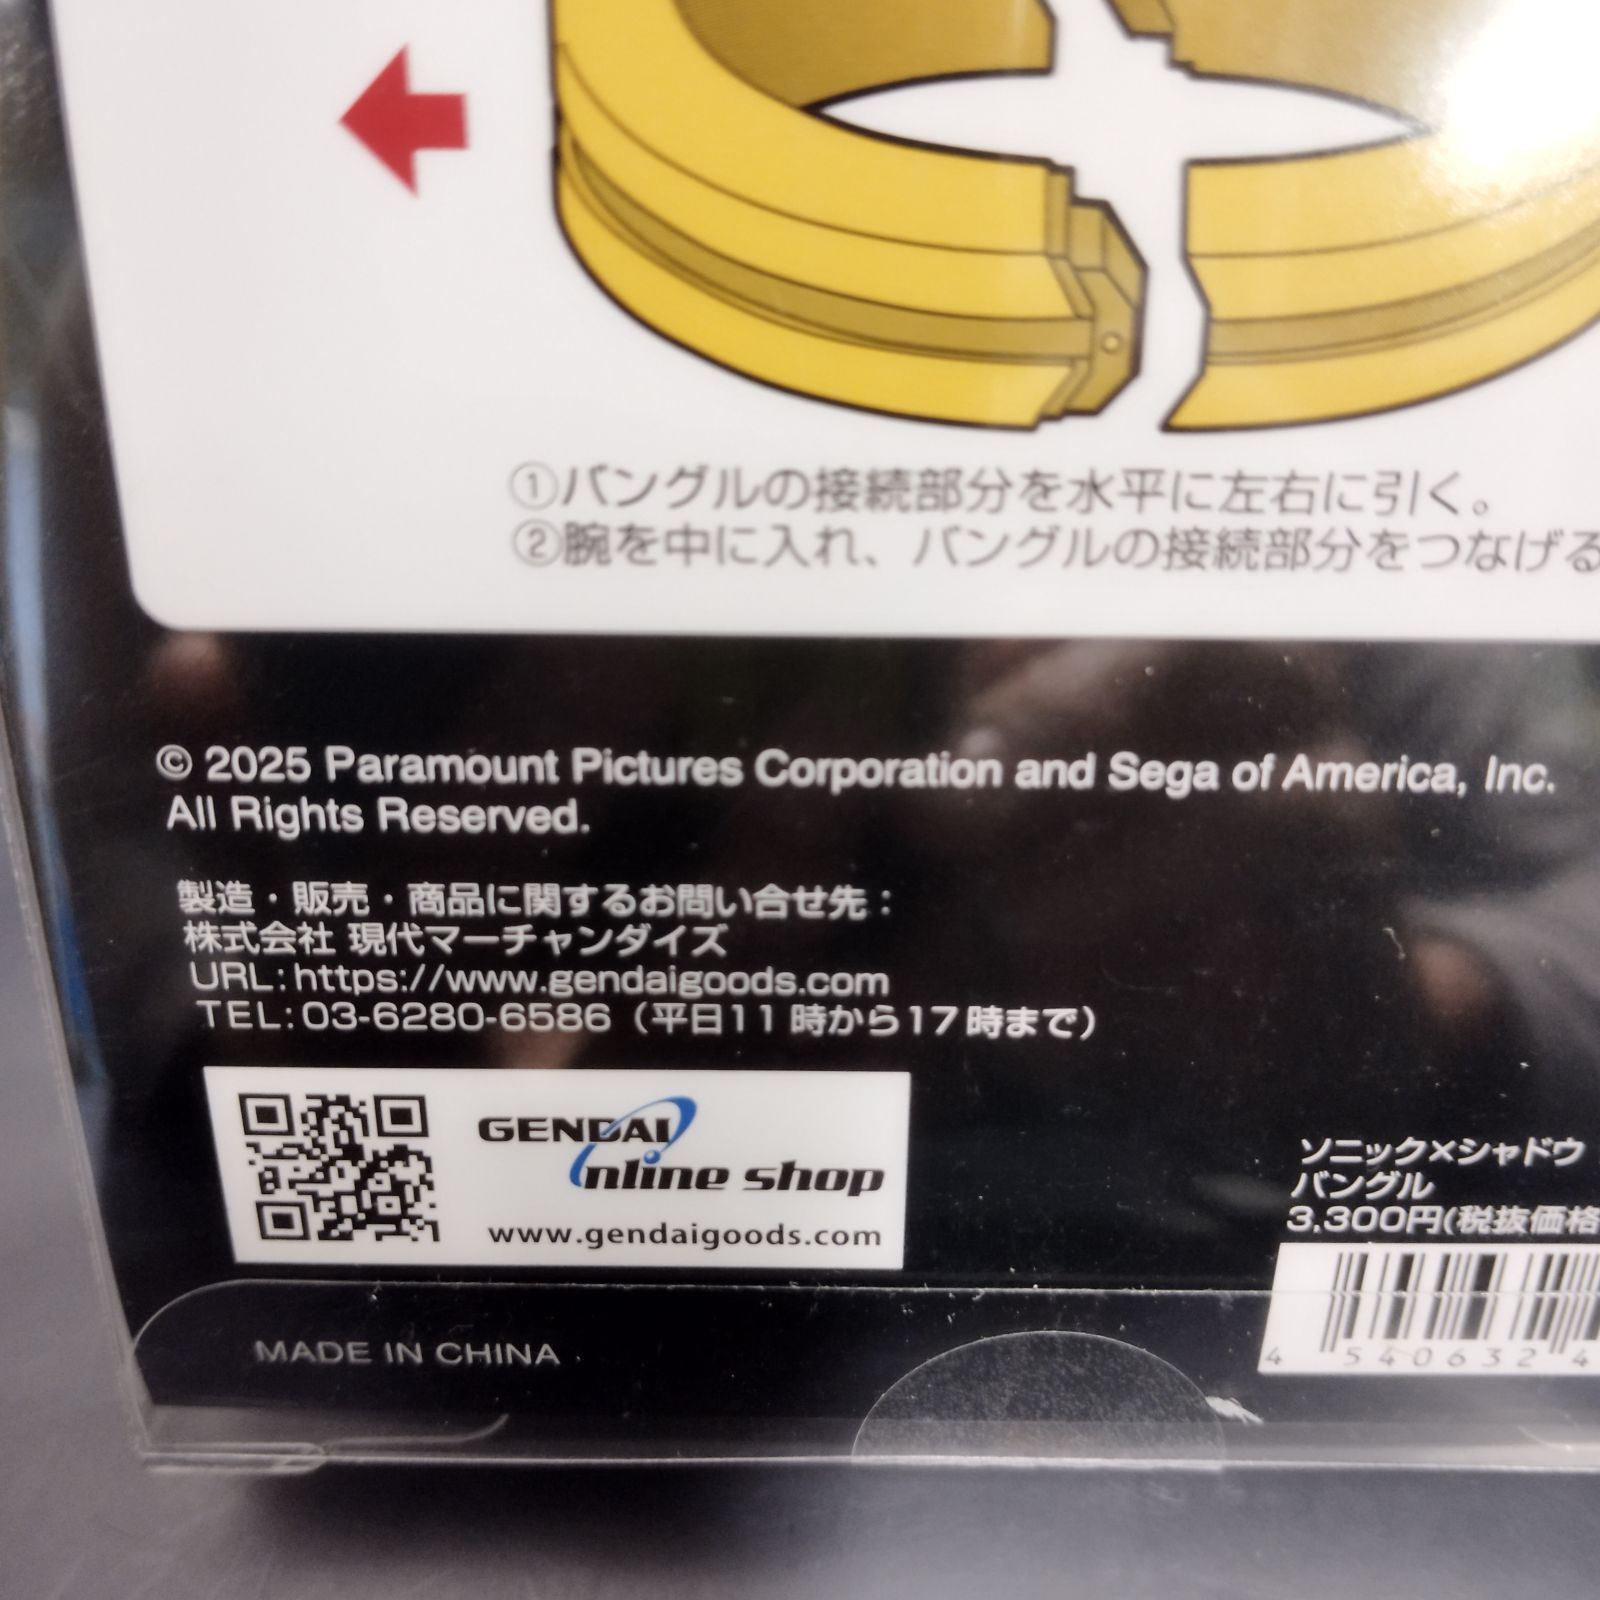 ①バングルの接続部分を水平に左右に引く。
②腕を中に入れ、バングルの接続部分をつなげる
© 2025 Paramount Pictures Corporation and Sega of America, Inc.
All Rights Reserved.
製造・販売・商品に関するお問い合せ先：
株式会社 現代マーチャンダイズ
URL:https://www.gendaigoods.com
TEL:03-6280-6586（平日11時から17時まで）
GENDAI
Online shop
www.gendaigoods.com
ソニック×シャドウ
バングル
3,300円(税抜価格
4 540632 4
MADE IN CHINA